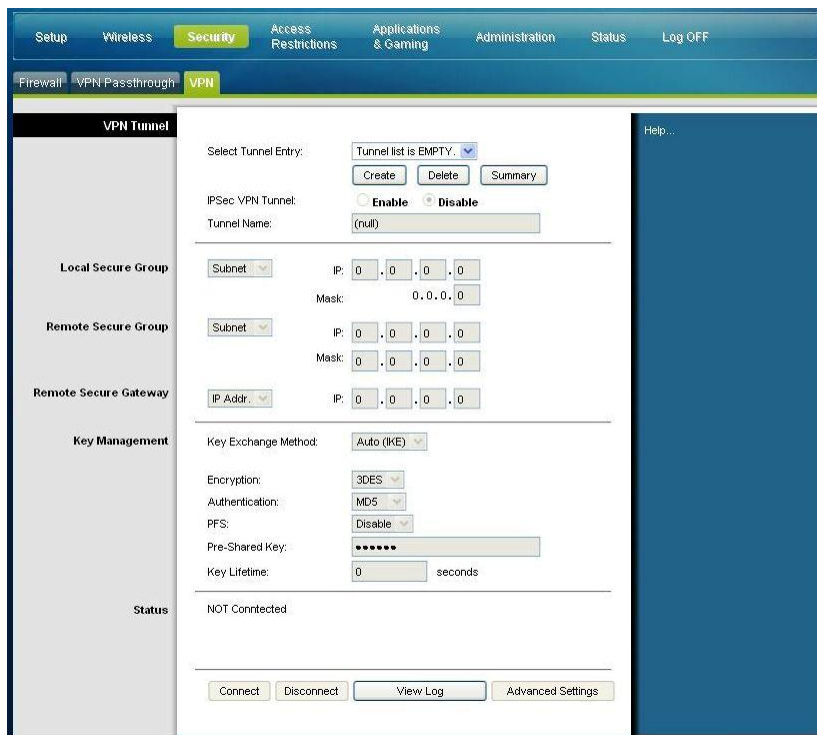 Setup Wireless Security Access Restrictions Applications & Gaming Administration Status Log OFF
Firewall VPN Passthrough VPN
VPN Tunnel
Help...
Select Tunnel Entry: Tunnel list is EMPTY.
Create Delete Summary
IPSec VPN Tunnel: Enable Disable
Tunnel Name: (null)
Local Secure Group Subnet IP: 0 . 0 . 0 . 0
Mask: 0.0.0. 0
Remote Secure Group Subnet IP: 0 . 0 . 0 . 0
Mask: 0 . 0 . 0 . 0
Remote Secure Gateway IP Addr. IP: 0 . 0 . 0 . 0
Key Management Key Exchange Method: Auto (IKE)
Encryption: 3DES
Authentication: MD5
PFS: Disable
Pre-Shared Key: ••••••
Key Lifetime: 0 seconds
Status NOT Conntected
Connect Disconnect View Log Advanced Settings